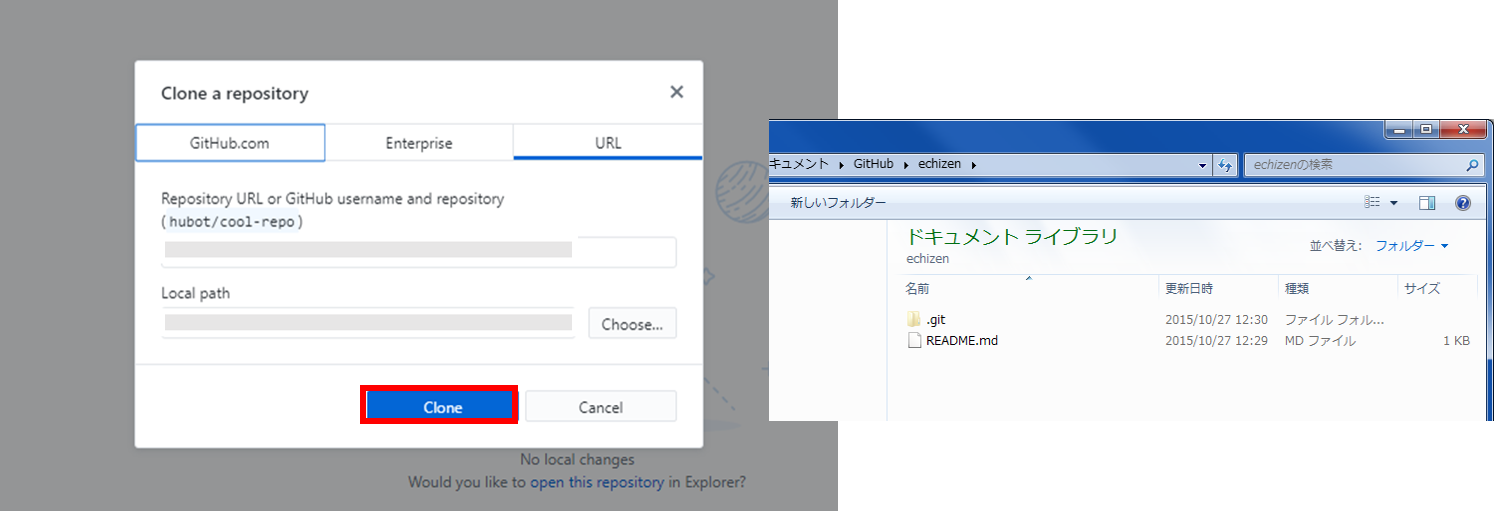 Clone a repository
GitHub.com
Enterprise
URL
Repository URL or GitHub username and repository
(hubot/cool-repo)
Local path
Choose...
Clone
Cancel
No local changes
Would you like to open this repository in Explorer?
キュメント
GitHub
echizen
echizenの検索
新しいフォルダー
ドキュメント ライブラリ
echizen
並べ替え: フォルダー
名前 更新日時 種類 サイズ
.git 2015/10/27 12:30 ファイル フォル...
README.md 2015/10/27 12:29 MD ファイル 1 KB